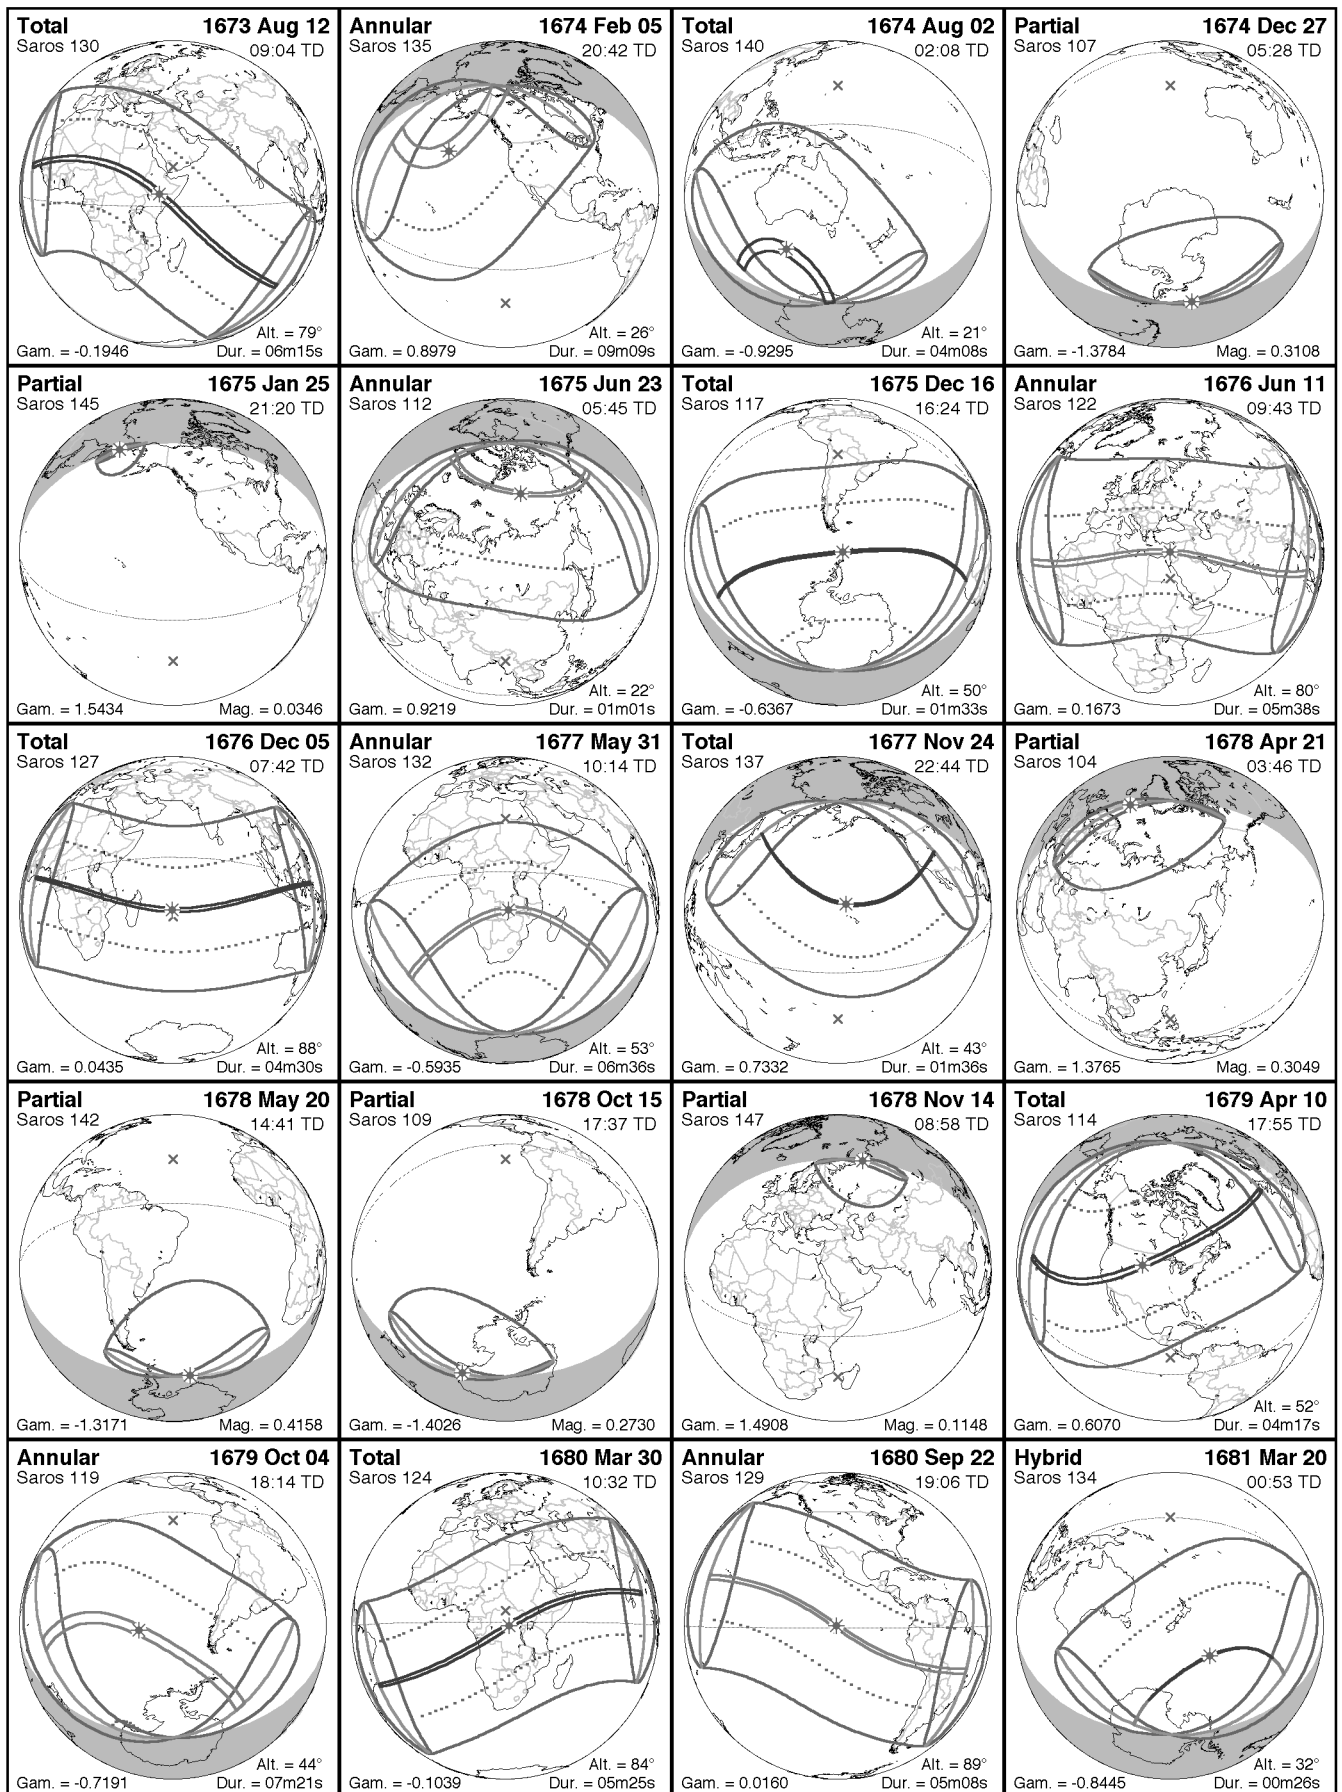 Total 1673 Aug 12
Saros 130 09:04 TD
Alt. = 79°
Gam. = -0.1946 Dur. = 06m15s
Annular 1674 Feb 05
Saros 135 20:42 TD
Alt. = 26°
Gam. = 0.8979 Dur. = 09m09s
Total 1674 Aug 02
Saros 140 02:08 TD
Alt. = 21°
Gam. = -0.9295 Dur. = 04m08s
Partial 1674 Dec 27
Saros 107 05:28 TD
Gam. = -1.3784 Mag. = 0.3108
Partial 1675 Jan 25
Saros 145 21:20 TD
Gam. = 1.5434 Mag. = 0.0346
Annular 1675 Jun 23
Saros 112 05:45 TD
Alt. = 22°
Gam. = 0.9219 Dur. = 01m01s
Total 1675 Dec 16
Saros 117 16:24 TD
Alt. = 50°
Gam. = -0.6367 Dur. = 01m33s
Annular 1676 Jun 11
Saros 122 09:43 TD
Alt. = 80°
Gam. = 0.1673 Dur. = 05m38s
Total 1676 Dec 05
Saros 127 07:42 TD
Alt. = 88°
Gam. = 0.0435 Dur. = 04m30s
Annular 1677 May 31
Saros 132 10:14 TD
Alt. = 53°
Gam. = -0.5935 Dur. = 06m36s
Total 1677 Nov 24
Saros 137 22:44 TD
Alt. = 43°
Gam. = 0.7332 Dur. = 01m36s
Partial 1678 Apr 21
Saros 104 03:46 TD
Gam. = 1.3765 Mag. = 0.3049
Partial 1678 May 20
Saros 142 14:41 TD
Gam. = -1.3171 Mag. = 0.4158
Partial 1678 Oct 15
Saros 109 17:37 TD
Gam. = -1.4026 Mag. = 0.2730
Partial 1678 Nov 14
Saros 147 08:58 TD
Gam. = 1.4908 Mag. = 0.1148
Total 1679 Apr 10
Saros 114 17:55 TD
Alt. = 52°
Gam. = 0.6070 Dur. = 04m17s
Annular 1679 Oct 04
Saros 119 18:14 TD
Alt. = 44°
Gam. = -0.7191 Dur. = 07m21s
Total 1680 Mar 30
Saros 124 10:32 TD
Alt. = 84°
Gam. = -0.1039 Dur. = 05m25s
Annular 1680 Sep 22
Saros 129 19:06 TD
Alt. = 89°
Gam. = 0.0160 Dur. = 05m08s
Hybrid 1681 Mar 20
Saros 134 00:53 TD
Alt. = 32°
Gam. = -0.8445 Dur. = 00m26s